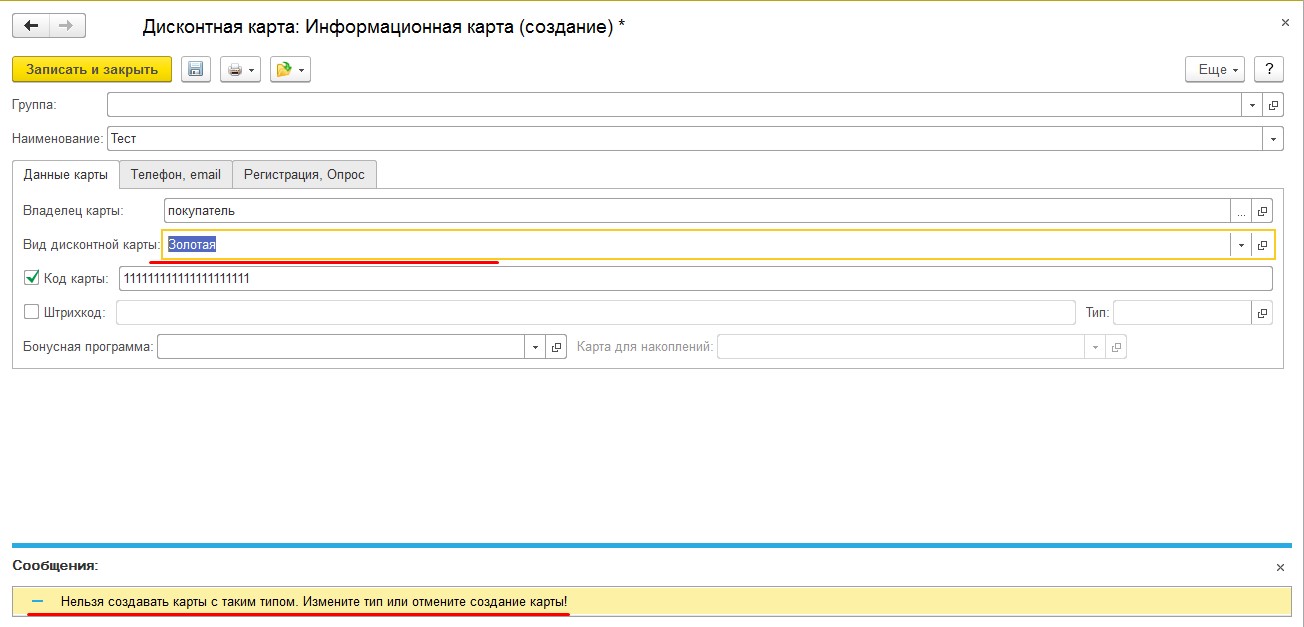 Дисконтная карта: Информационная карта (создание) *
Записать и закрыть Еще ?
Группа:
Наименование: Тест
Данные карты Телефон, email Регистрация, Опрос
Владелец карты: покупатель ...
Вид дисконтной карты: Золотая
Код карты: 111111111111111111111
Штрихкод: Тип:
Бонусная программа: Карта для накоплений:
Сообщения:
Нельзя создавать карты с таким типом. Измените тип или отмените создание карты!